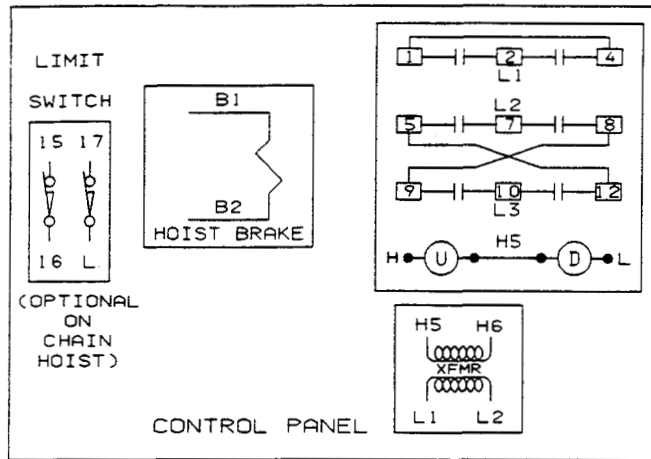 LIMIT
SWITCH
15 17
16 L
(OPTIONAL
ON
CHAIN
HOIST)
B1
B2
HOIST BRAKE
1 2 4
L1
L2
5 7 8
9 10 12
L3
H U H5 D L
H5 H6
XFMR
L1 L2
CONTROL PANEL